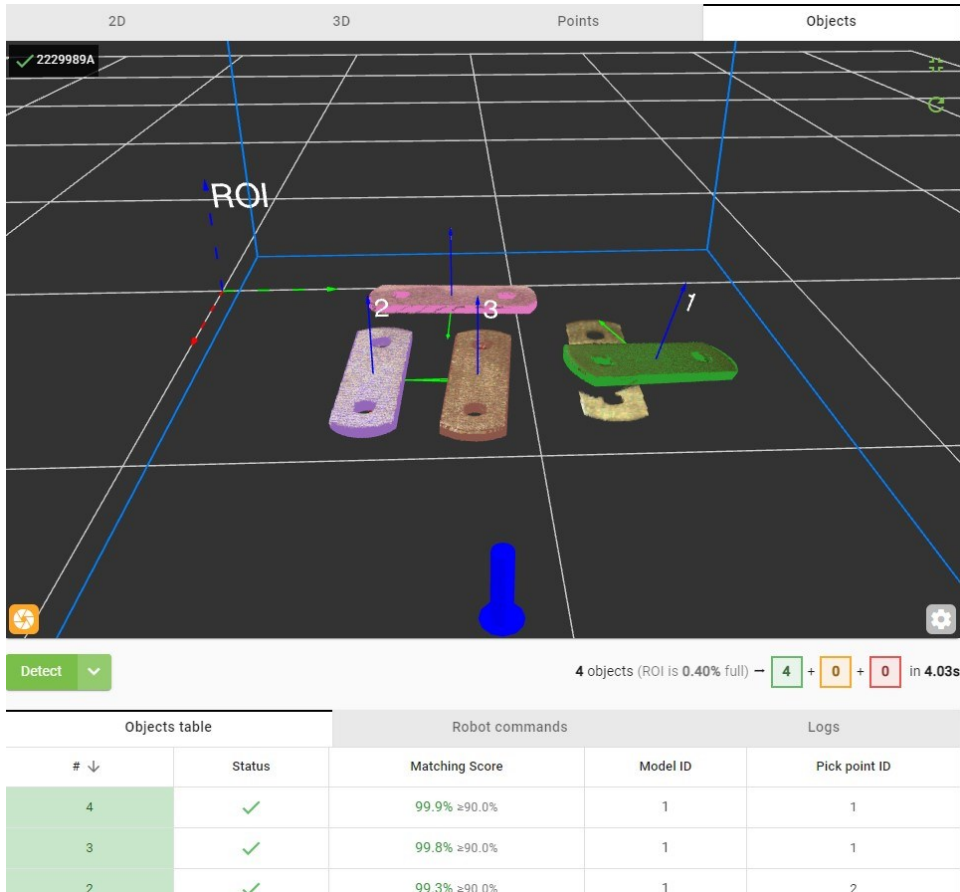 2D 3D Points Objects
2229989A
ROI
2 3 1
Detect 4 objects (ROI is 0.40% full) → 4 + 0 + 0 in 4.03s
Objects table Robot commands Logs
# ↓ Status Matching Score Model ID Pick point ID
4 99.9% ≥90.0% 1 1
3 99.8% ≥90.0% 1 1
2 99.3% ≥90.0% 1 2